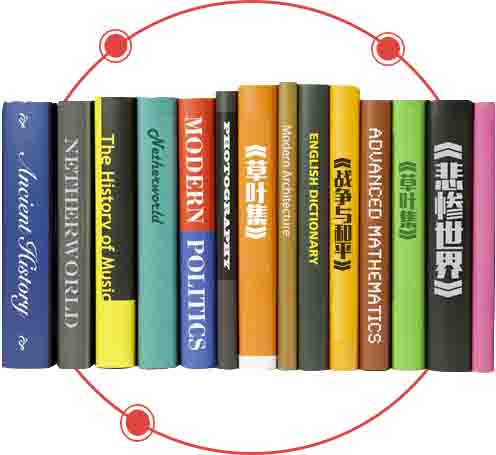 Ancient History
NETHERWORLD
The History of Music
Netherworld
MODERN POLITICS
PHOTOGRAPHY
《草叶集》
Modern Architecture
ENGLISH DICTIONARY
《战争与和平》
ADVANCED MATHEMATICS
《草叶集》
《悲惨世界》